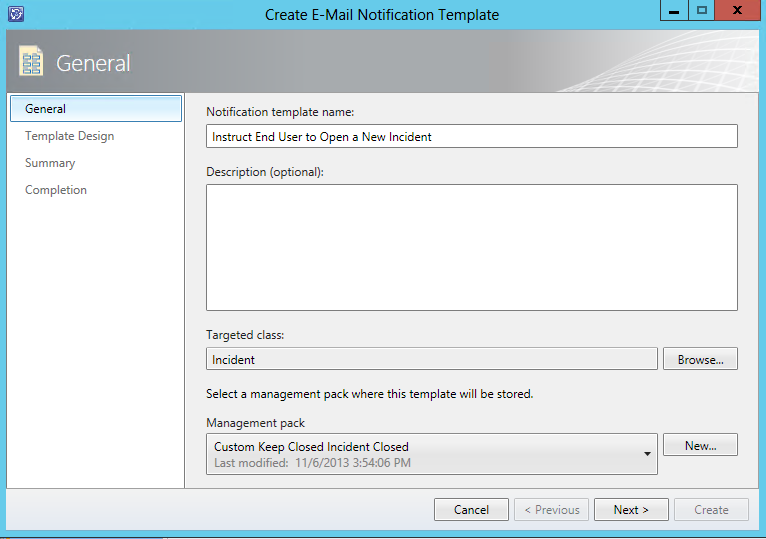 Create E-Mail Notification Template
General
General
Template Design
Summary
Completion
Notification template name:
Instruct End User to Open a New Incident
Description (optional):
Targeted class:
Incident
Browse...
Select a management pack where this template will be stored.
Management pack
Custom Keep Closed Incident Closed
Last modified: 11/6/2013 3:54:06 PM
New...
Cancel
< Previous
Next >
Create